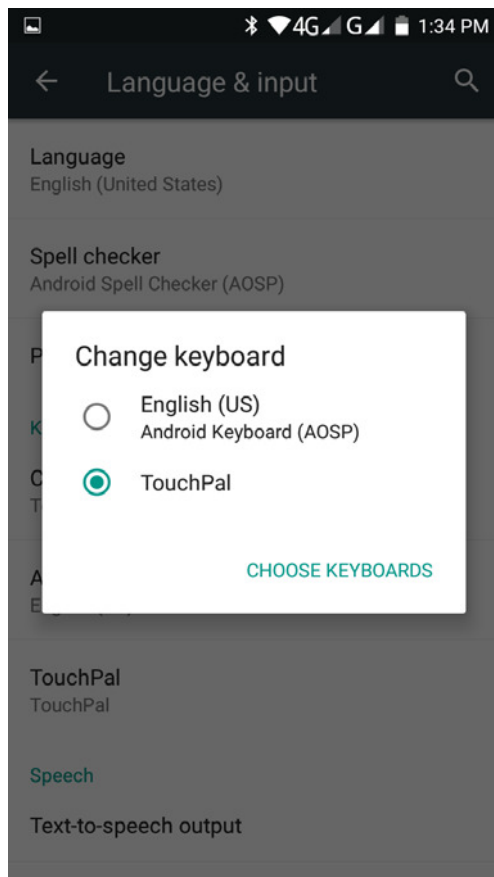 4G G 1:34 PM
Language & input
Language
English (United States)
Spell checker
Android Spell Checker (AOSP)
Change keyboard
English (US)
Android Keyboard (AOSP)
TouchPal
CHOOSE KEYBOARDS
TouchPal
TouchPal
Speech
Text-to-speech output